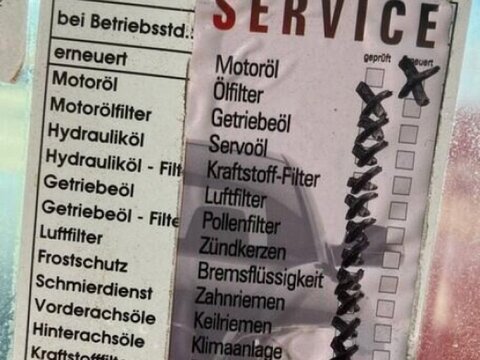 bei Betriebsstd.:
erneuert
Motoröl
Motorölfilter
Hydrauliköl
Hydrauliköl - Filt
Getriebeöl
Getriebeöl - Filte
Luftfilter
Frostschutz
Schmierdienst
Vorderachsöle
Hinterachsöle
Kraftstofffil
SERVICE
geprüft
Motoröl
Ölfilter
Getriebeöl
Servoöl
Kraftstoff-Filter
Luftfilter
Pollenfilter
Zündkerzen
Bremsflüssigkeit
Zahnriemen
Keilriemen
Klimaanlage